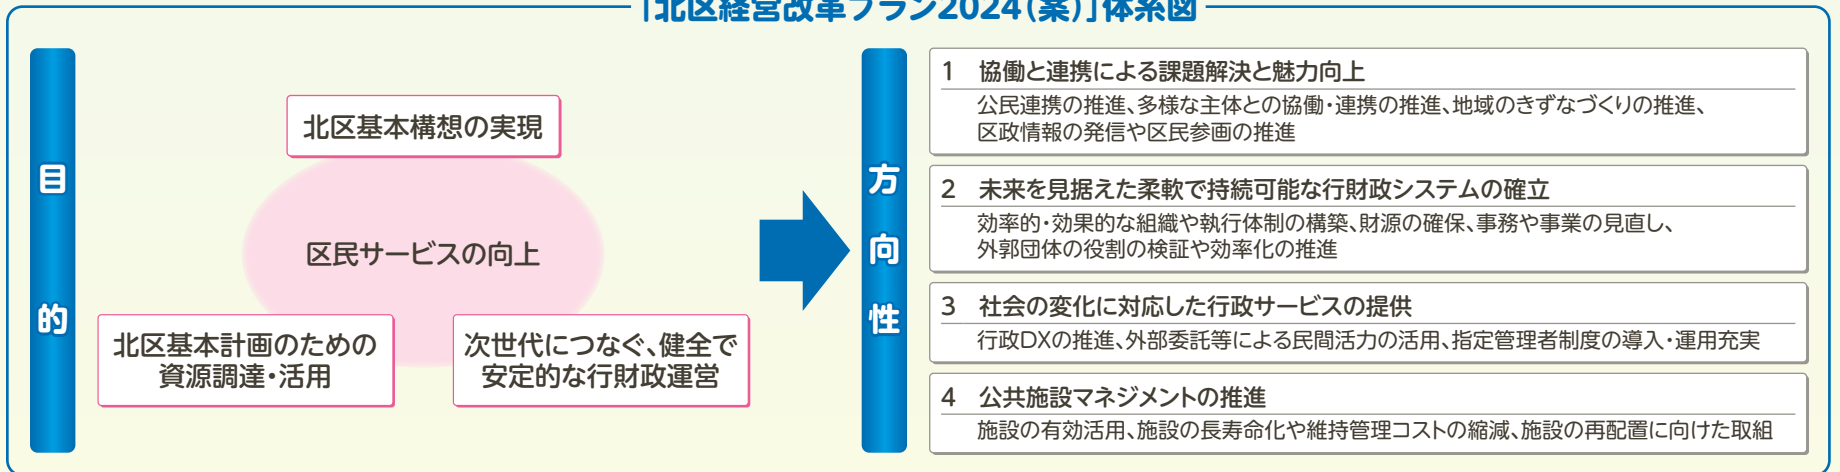 「北区経営改革プラン2024(案)」体系図
目的
北区基本構想の実現
区民サービスの向上
北区基本計画のための
資源調達・活用
次世代につなぐ、健全で
安定的な行財政運営
方向性
1 協働と連携による課題解決と魅力向上
公民連携の推進、多様な主体との協働・連携の推進、地域のきずなづくりの推進、
区政情報の発信や区民参画の推進
2 未来を見据えた柔軟で持続可能な行財政システムの確立
効率的・効果的な組織や執行体制の構築、財源の確保、事務や事業の見直し、
外郭団体の役割の検証や効率化の推進
3 社会の変化に対応した行政サービスの提供
行政DXの推進、外部委託等による民間活力の活用、指定管理者制度の導入・運用充実
4 公共施設マネジメントの推進
施設の有効活用、施設の長寿命化や維持管理コストの縮減、施設の再配置に向けた取組